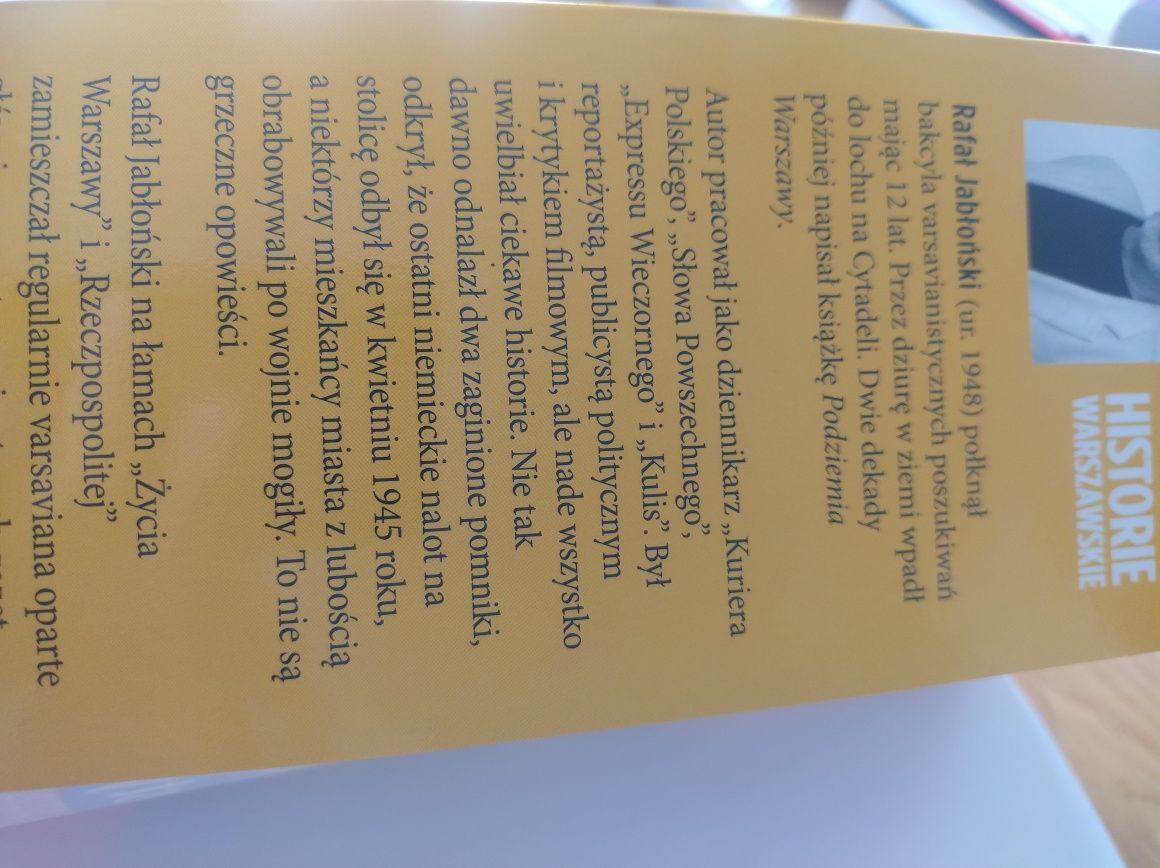 HISTORIE
WARSZAWSKIE
Rafał Jabłoński (ur. 1948) połknął
bakcyla varsavianistycznych poszukiwań
mając 12 lat. Przez dziurę w ziemi wpadł
do lochu na Cytadeli. Dwie dekady
później napisał książkę Podziemia
Warszawy.
Autor pracował jako dziennikarz „Kuriera
Polskiego”, „Słowa Powszechnego”,
„Expressu Wieczornego” i „Kulis”. Był
reportażystą, publicystą politycznym
i krytykiem filmowym, ale nade wszystko
uwielbiał ciekawe historie. Nie tak
dawno odnalazł dwa zaginione pomniki,
odkrył, że ostatni niemieckie nalot na
stolicę odbył się w kwietniu 1945 roku,
a niektórzy mieszkańcy miasta z lubością
obrabowywali po wojnie mogiły. To nie są
grzeczne opowieści.
Rafał Jabłoński na łamach „Życia
Warszawy” i „Rzeczpospolitej”
zamieszczał regularnie varsaviana oparte